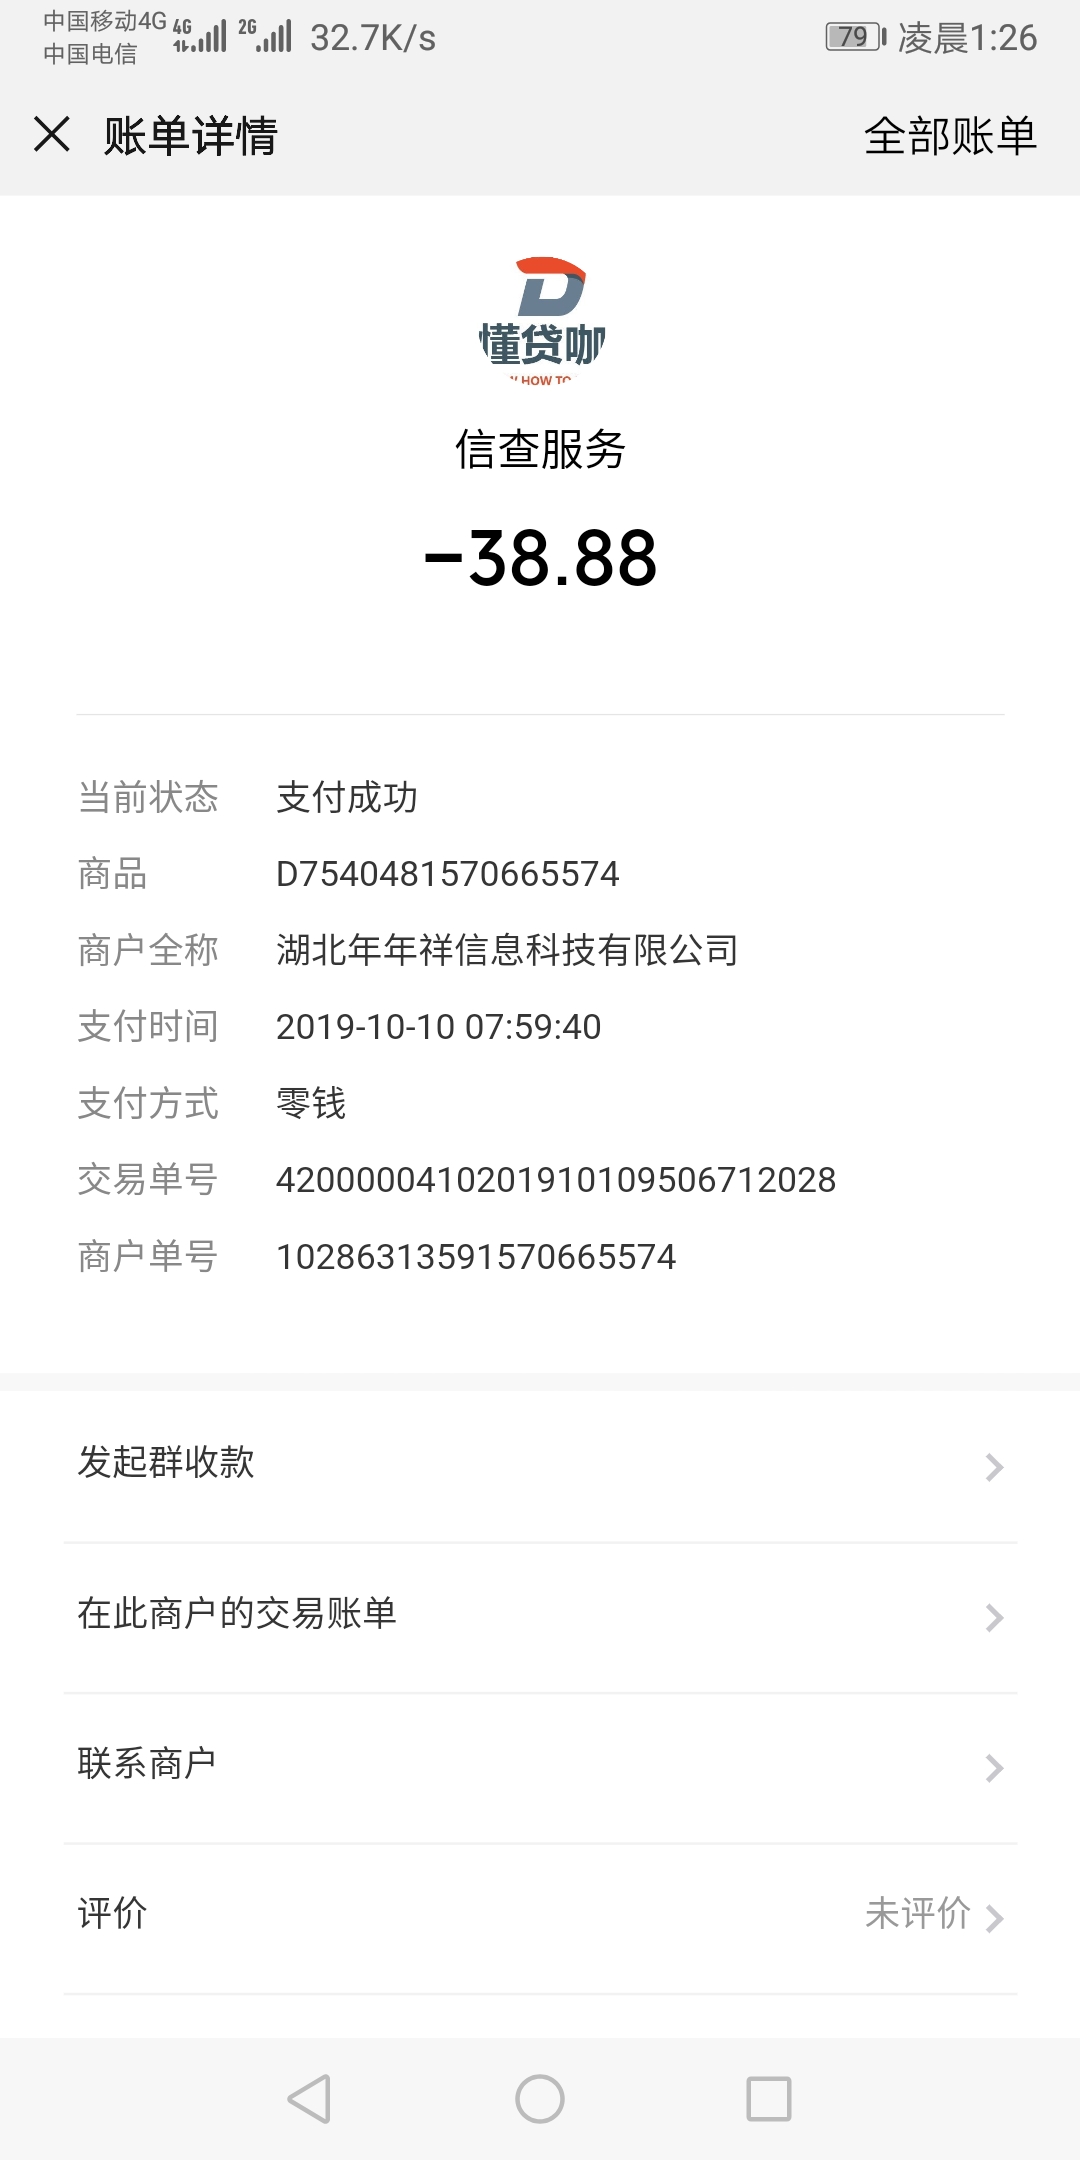 中国移动4G 4G 2G 32.7K/s 79 凌晨1:26
中国电信
账单详情 全部账单
D
懂贷咖
HOW TO
信查服务
-38.88
当前状态 支付成功
商品 D7540481570665574
商户全称 湖北年年祥信息科技有限公司
支付时间 2019-10-10 07:59:40
支付方式 零钱
交易单号 4200000410201910109506712028
商户单号 10286313591570665574
发起群收款
在此商户的交易账单
联系商户
评价 未评价